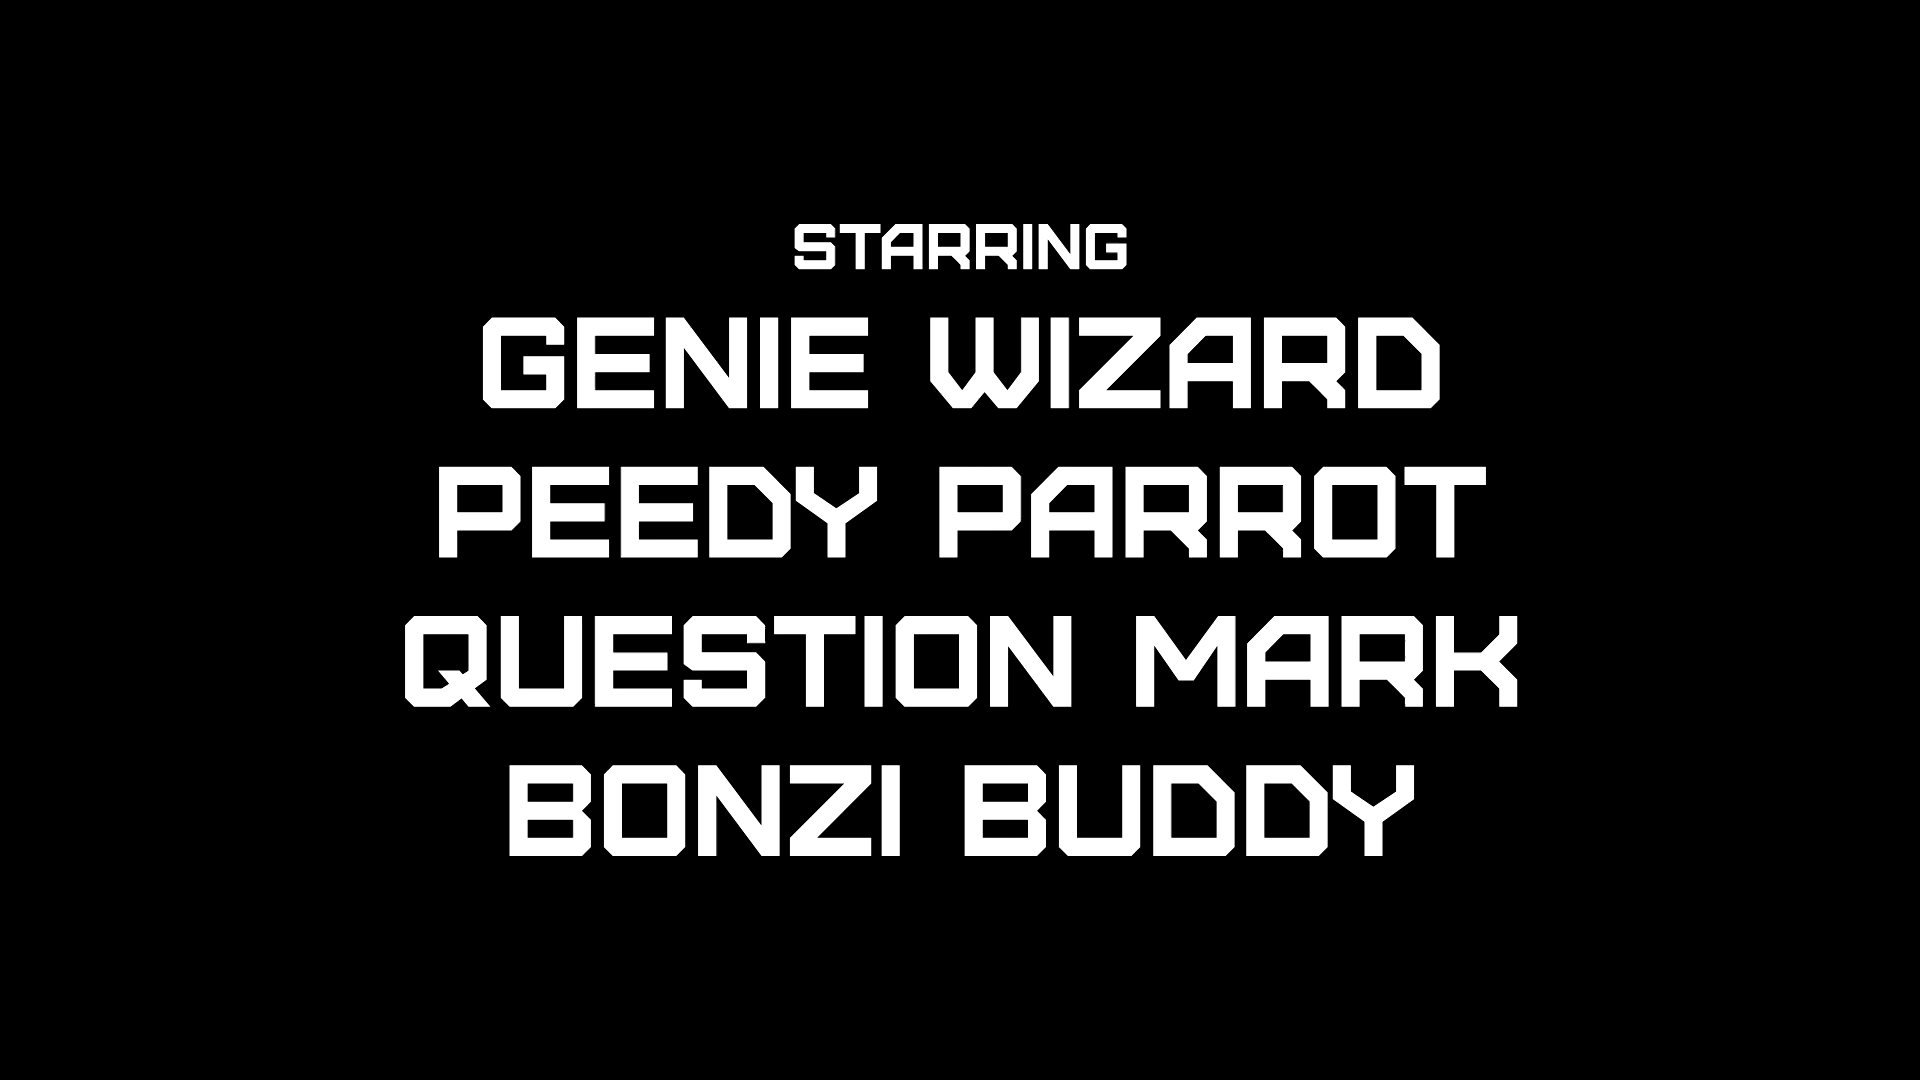 STARRING
GENIE WIZARD
PEEDY PARROT
QUESTION MARK
BONZI BUDDY